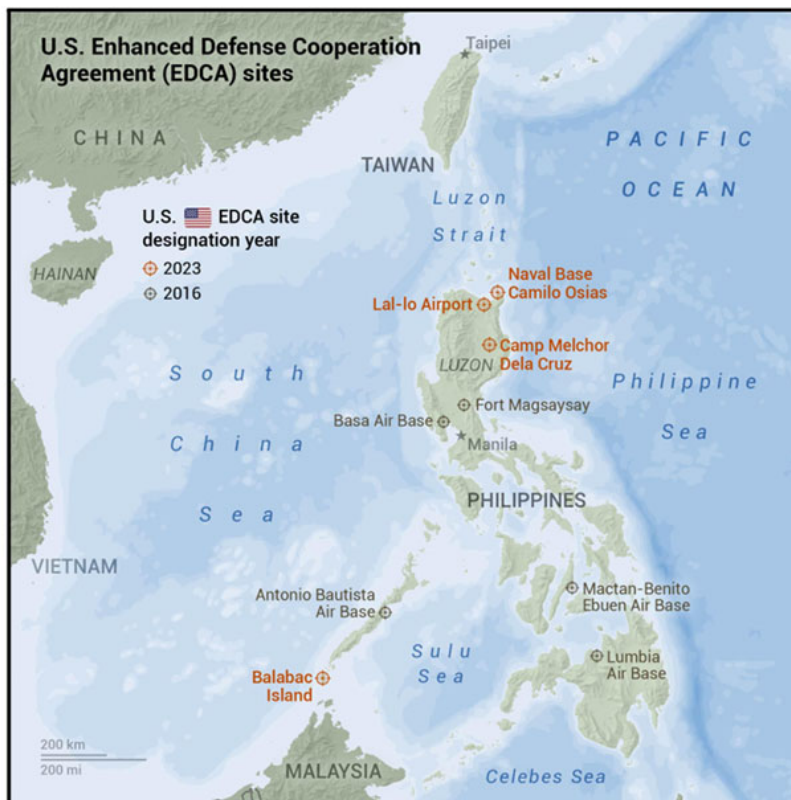 U.S. Enhanced Defense Cooperation
Agreement (EDCA) sites
Taipei
CHINA
PACIFIC
OCEAN
TAIWAN
Luzon
Strait
U.S. EDCA site
designation year
HAINAN
2023
2016
Naval Base
Camilo Osias
Lal-lo Airport
Camp Melchor
Dela Cruz
LUZON
South
China
Sea
Philippine
Sea
Fort Magsaysay
Basa Air Base
Manila
PHILIPPINES
VIETNAM
Antonio Bautista
Air Base
Mactan-Benito
Ebuen Air Base
Sulu
Sea
Lumbia
Air Base
Balabac
Island
200 km
200 mi
MALAYSIA
Celebes Sea